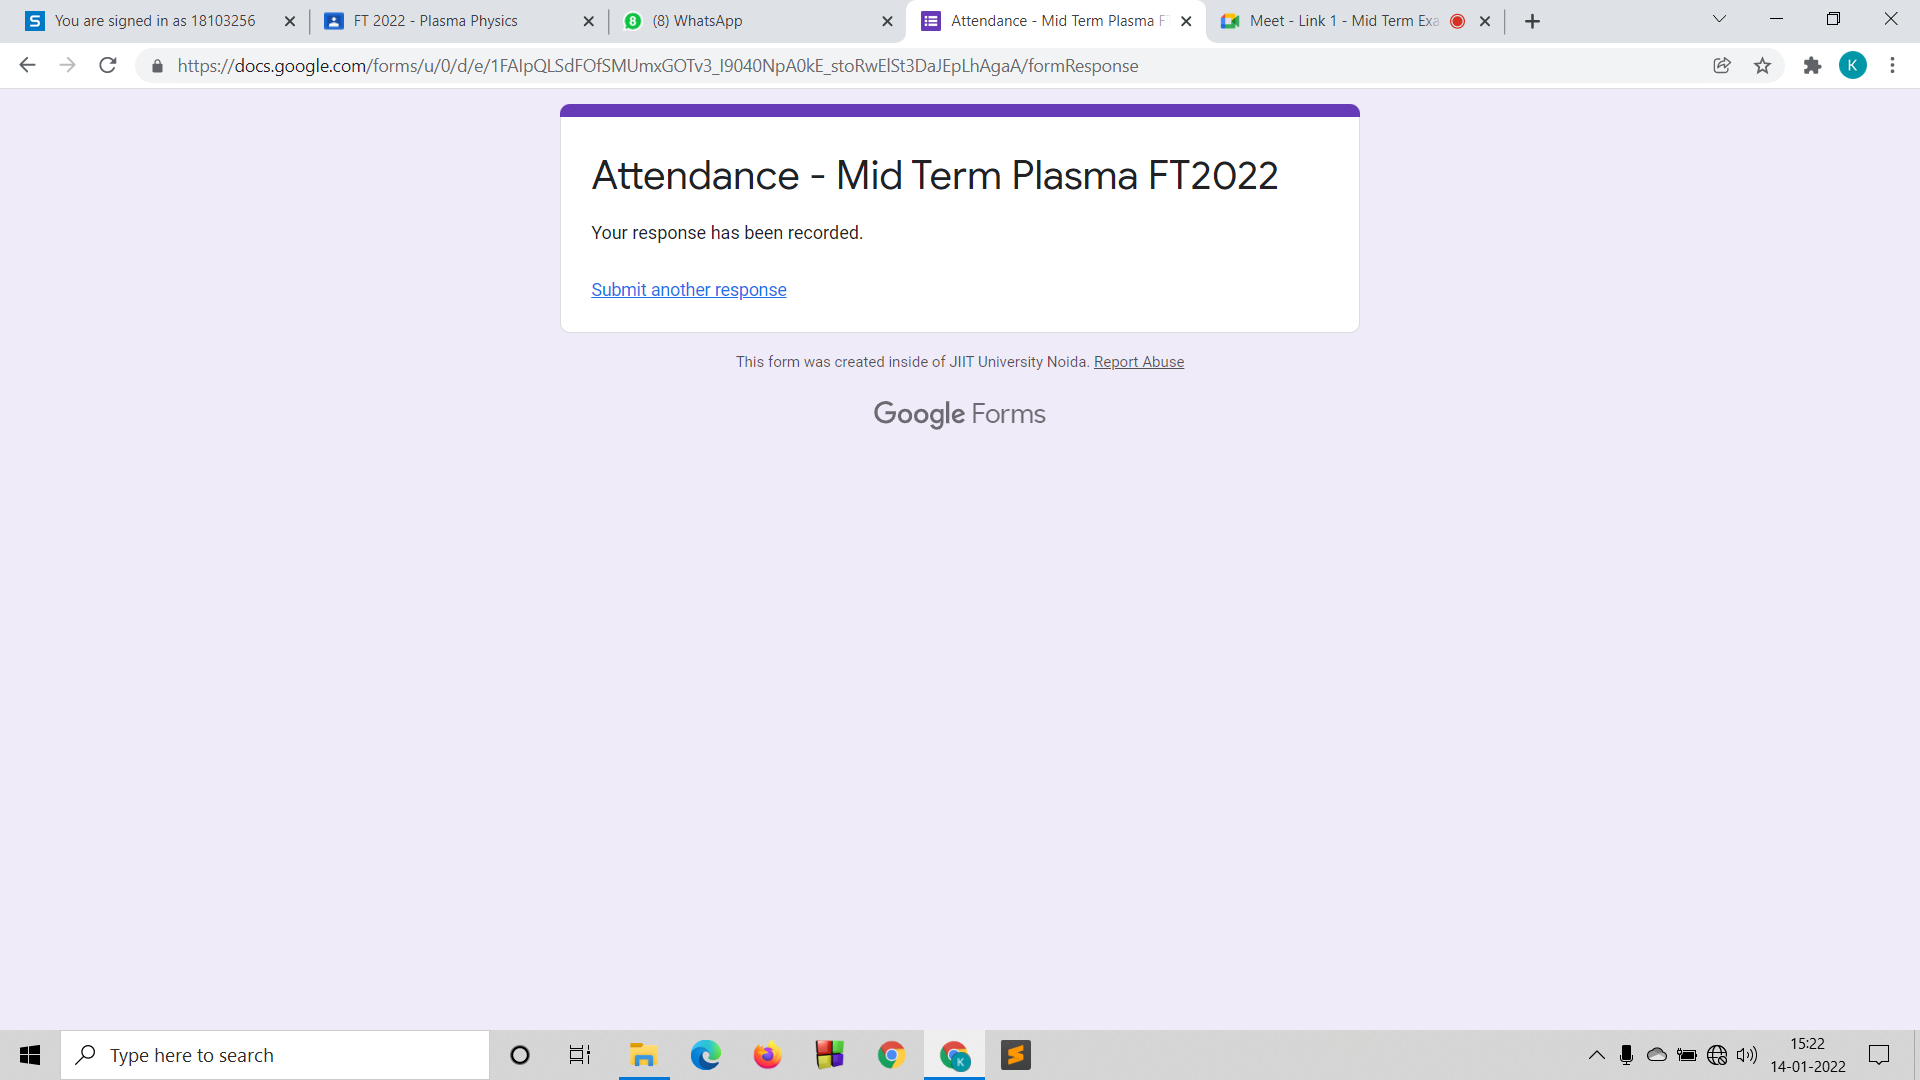 You are signed in as 18103256
FT 2022 - Plasma Physics
(8) WhatsApp
Attendance - Mid Term Plasma F
Meet - Link 1 - Mid Term Exa
https://docs.google.com/forms/u/0/d/e/1FAIpQLSdFOfSMUmxGOTv3_I9040NpA0kE_stoRwElSt3DaJEpLhAgaA/formResponse
K
Attendance - Mid Term Plasma FT2022
Your response has been recorded.
Submit another response
This form was created inside of JIIT University Noida. Report Abuse
Google Forms
Type here to search
K
15:22
14-01-2022